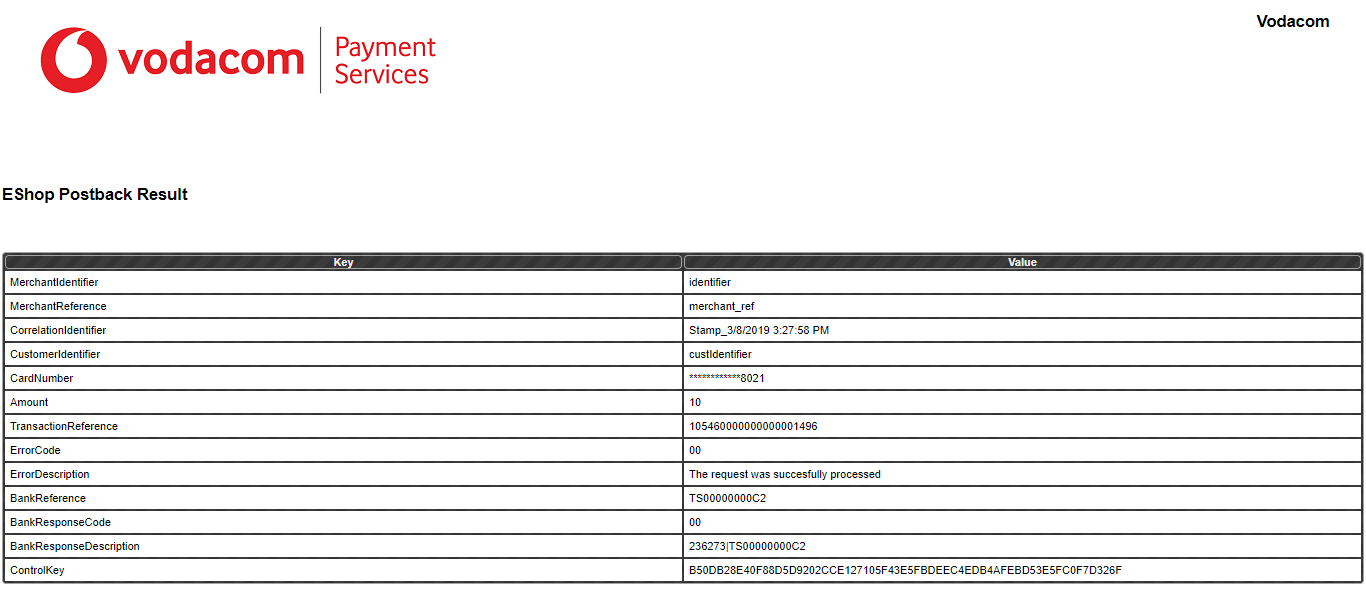 Vodacom
vodacom
Payment
Services
EShop Postback Result
Key Value
MerchantIdentifier identifier
MerchantReference merchant_ref
CorrelationIdentifier Stamp_3/8/2019 3:27:58 PM
CustomerIdentifier custIdentifier
CardNumber ************8021
Amount 10
TransactionReference 105460000000000001496
ErrorCode 00
ErrorDescription The request was succesfully processed
BankReference TS00000000C2
BankResponseCode 00
BankResponseDescription 236273|TS00000000C2
ControlKey B50DB28E40F88D5D9202CCE127105F43E5FBDEEC4EDB4AFEBD53E5FC0F7D326F